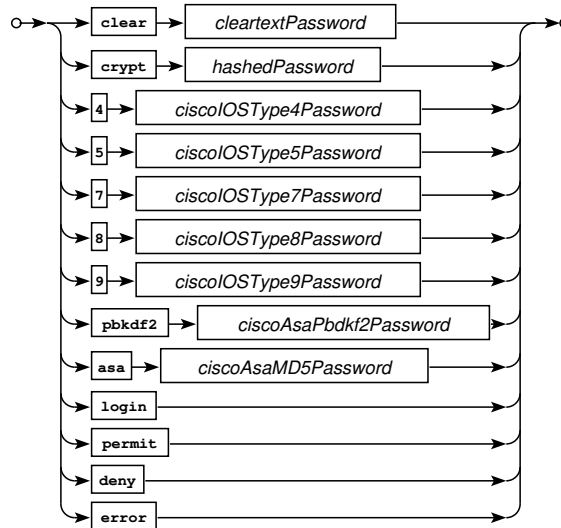 clear cleartextPassword
crypt hashedPassword
4 ciscoIOSType4Password
5 ciscoIOSType5Password
7 ciscoIOSType7Password
8 ciscoIOSType8Password
9 ciscoIOSType9Password
pbkdf2 ciscoAsaPbdkf2Password
asa ciscoAsaMD5Password
login
permit
deny
error